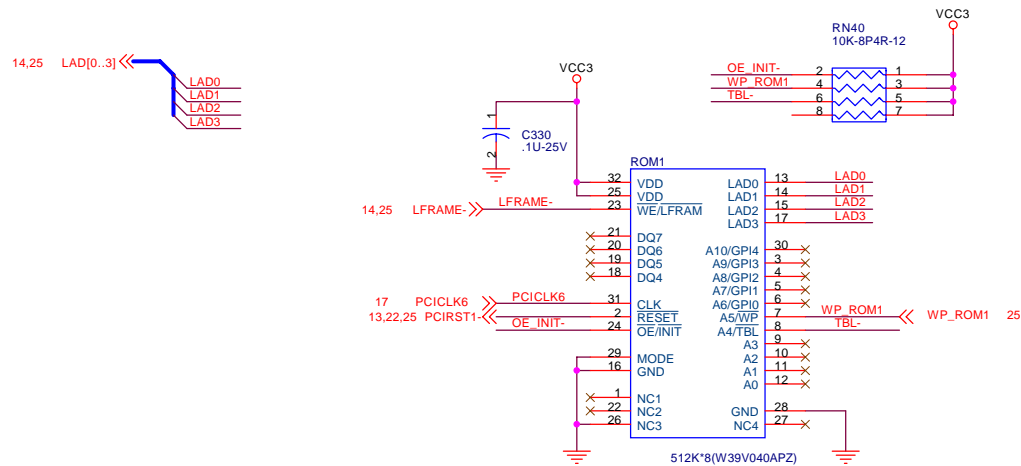 VCC3
RN40
10K-8P4R-12
OE_INIT- 2 1
WP_ROM1 4 3
TBL- 6 5
8 7
14,25 LAD[0..3]
LAD0
LAD1
LAD2
LAD3
VCC3
1
C330
.1U-25V
2
ROM1
32 VDD LAD0 13 LAD0
25 VDD LAD1 14 LAD1
14,25 LFRAME- LFRAME- 23 WE/LFRAM LAD2 15 LAD2
LAD3 17 LAD3
21 DQ7
20 DQ6 A10/GPI4 30
19 DQ5 A9/GPI3 3
18 DQ4 A8/GPI2 4
A7/GPI1 5
17 PCICLK6 PCICLK6 31 CLK A6/GPI0 6
13,22,25 PCIRST1- 2 RESET A5/WP 7 WP_ROM1 WP_ROM1 25
OE_INIT- 24 OE/INIT A4/TBL 8 TBL-
A3 9
29 MODE A2 10
16 GND A1 11
A0 12
1 NC1
22 NC2 GND 28
26 NC3 NC4 27
512K*8(W39V040APZ)